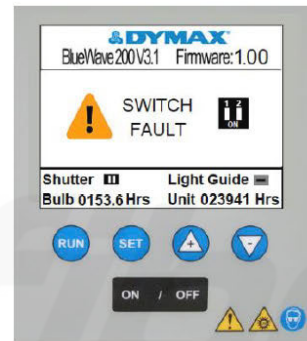 DYMAX
BlueWave 200 V3.1 Firmware: 1.00
SWITCH
FAULT
1 2
ON
Shutter Light Guide
Bulb 0153.6 Hrs Unit 023941 Hrs
RUN
SET
+
-
ON / OFF